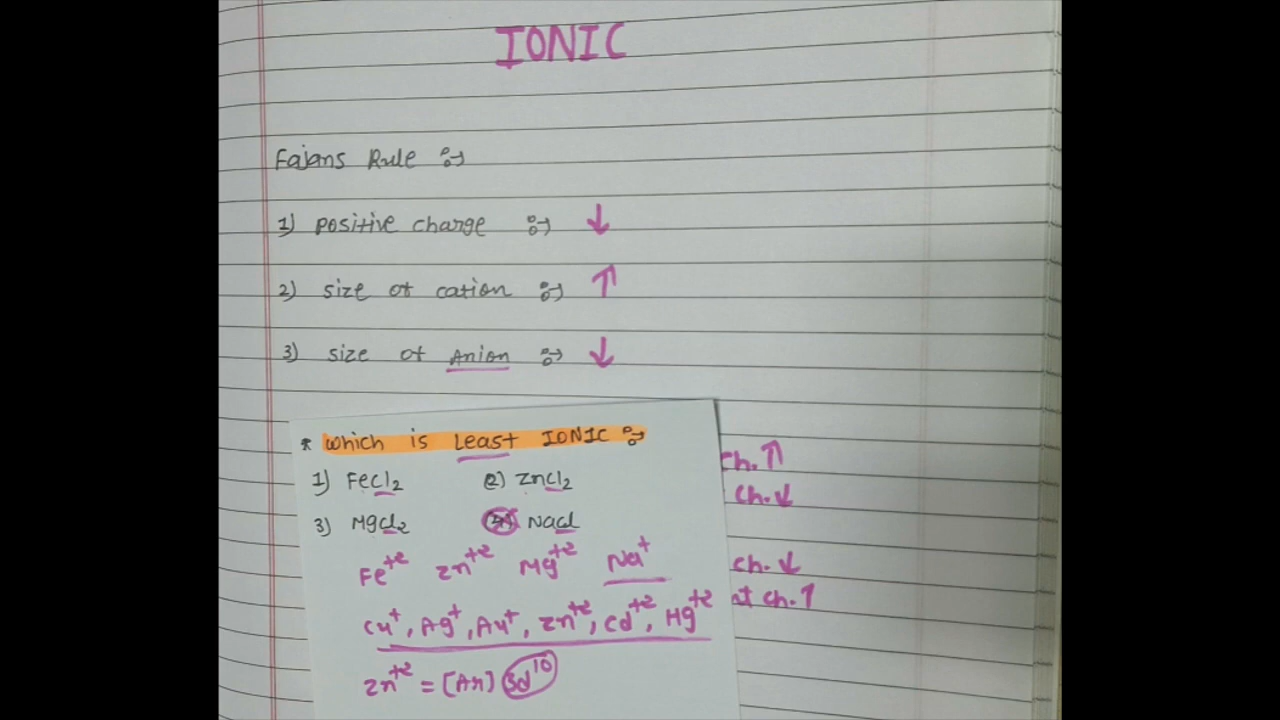 IONIC
Fajans Rule :→
1) positive charge :→ ↓
2) size of cation :→ ↑
3) size of Anion :→ ↓
* Which is Least IONIC :→
1) FeCl2 2) ZnCl2
3) MgCl2 NaCl
Fe+2 Zn+2 Mg+2 Na+
Cu+, Ag+, Au+, Zn+2, Cd+2, Hg+2
Zn+2 = [Ar] 3d10
Ch. ↑
Ch. ↓
ch. ↓
ch. ↑